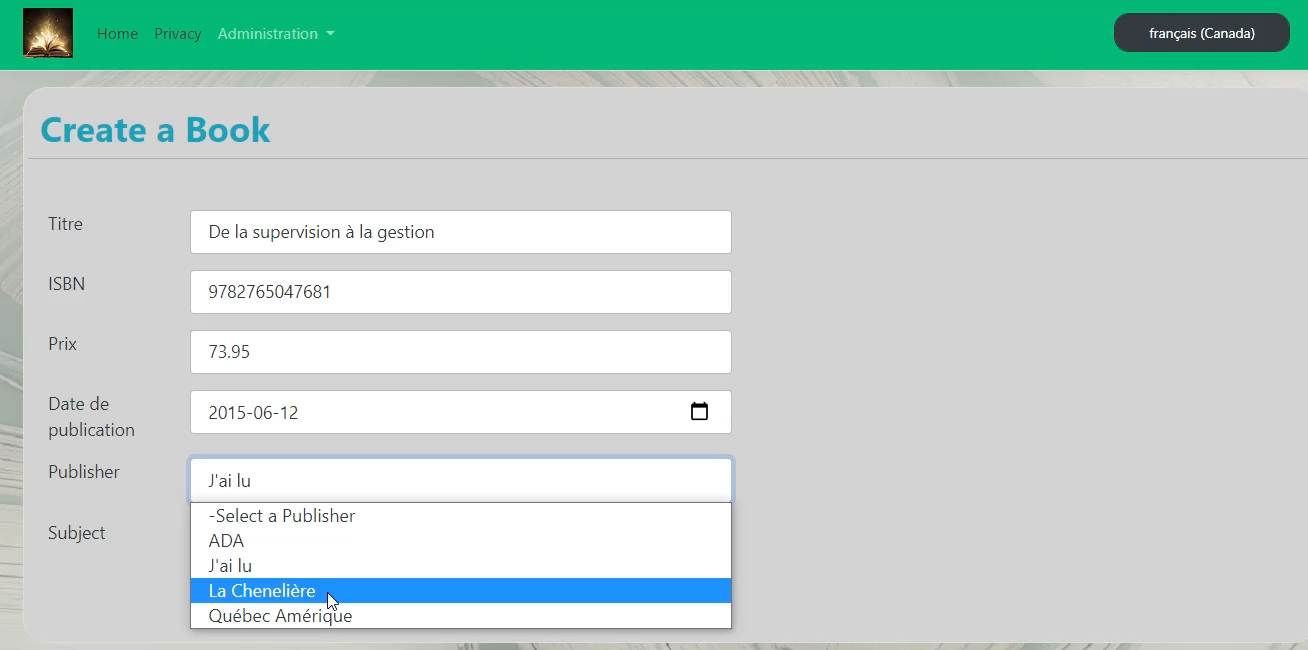 Home Privacy Administration français (Canada)
Create a Book
Titre De la supervision à la gestion
ISBN 9782765047681
Prix 73.95
Date de
publication 2015-06-12
Publisher J'ai lu
-Select a Publisher
ADA
J'ai lu
La Chenelière
Québec Amérique
Subject